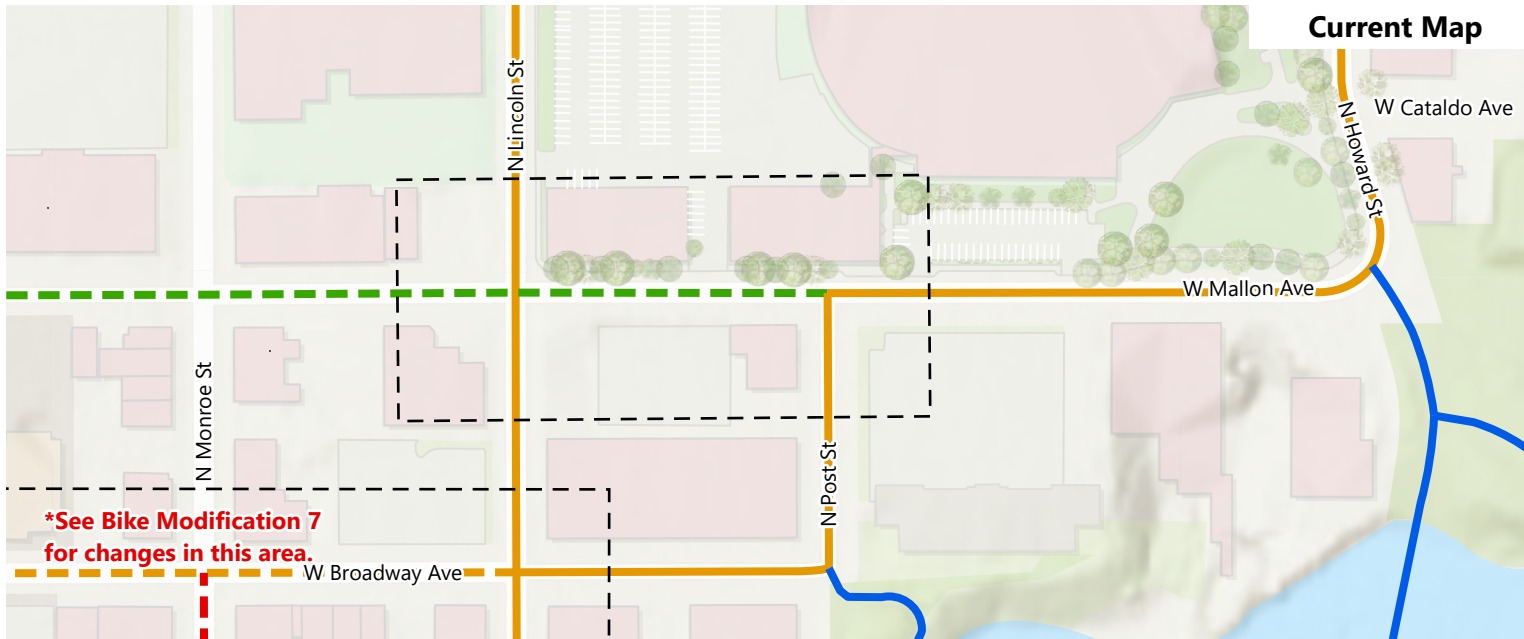 Current Map
W Cataldo Ave
N Howard St
N Lincoln St
W Mallon Ave
N Monroe St
N Post St
*See Bike Modification 7
for changes in this area.
W Broadway Ave